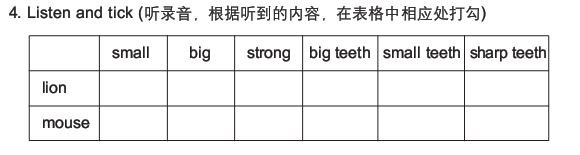 4. Listen and tick (听录音，根据听到的内容，在表格中相应处打勾)
small big strong big teeth small teeth sharp teeth
lion
mouse